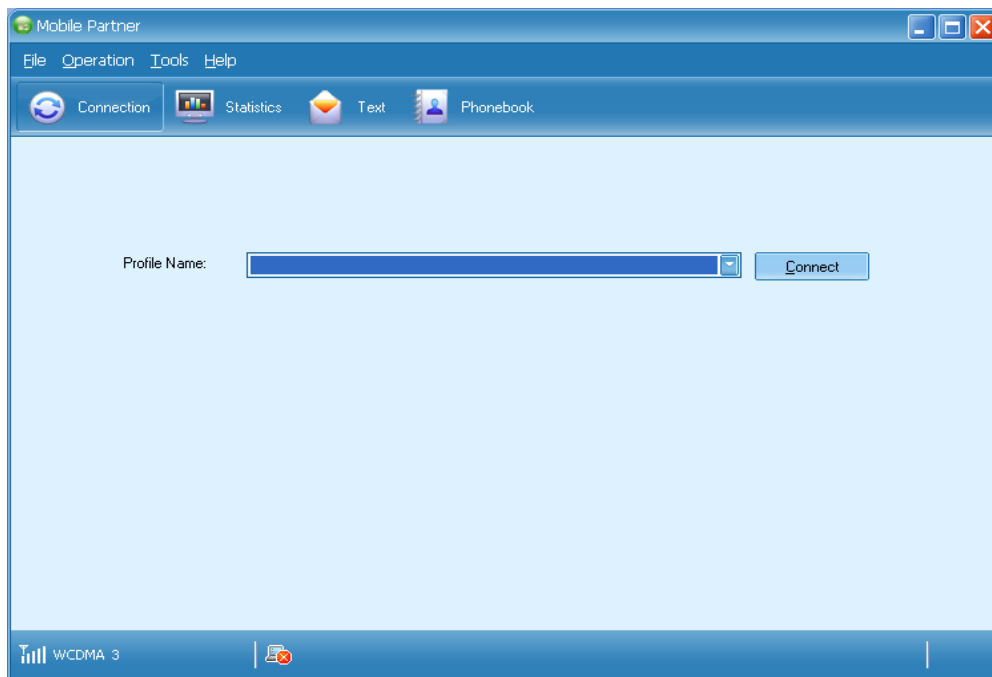 Mobile Partner
File Operation Tools Help
Connection Statistics Text Phonebook
Profile Name: Connect
WCDMA 3